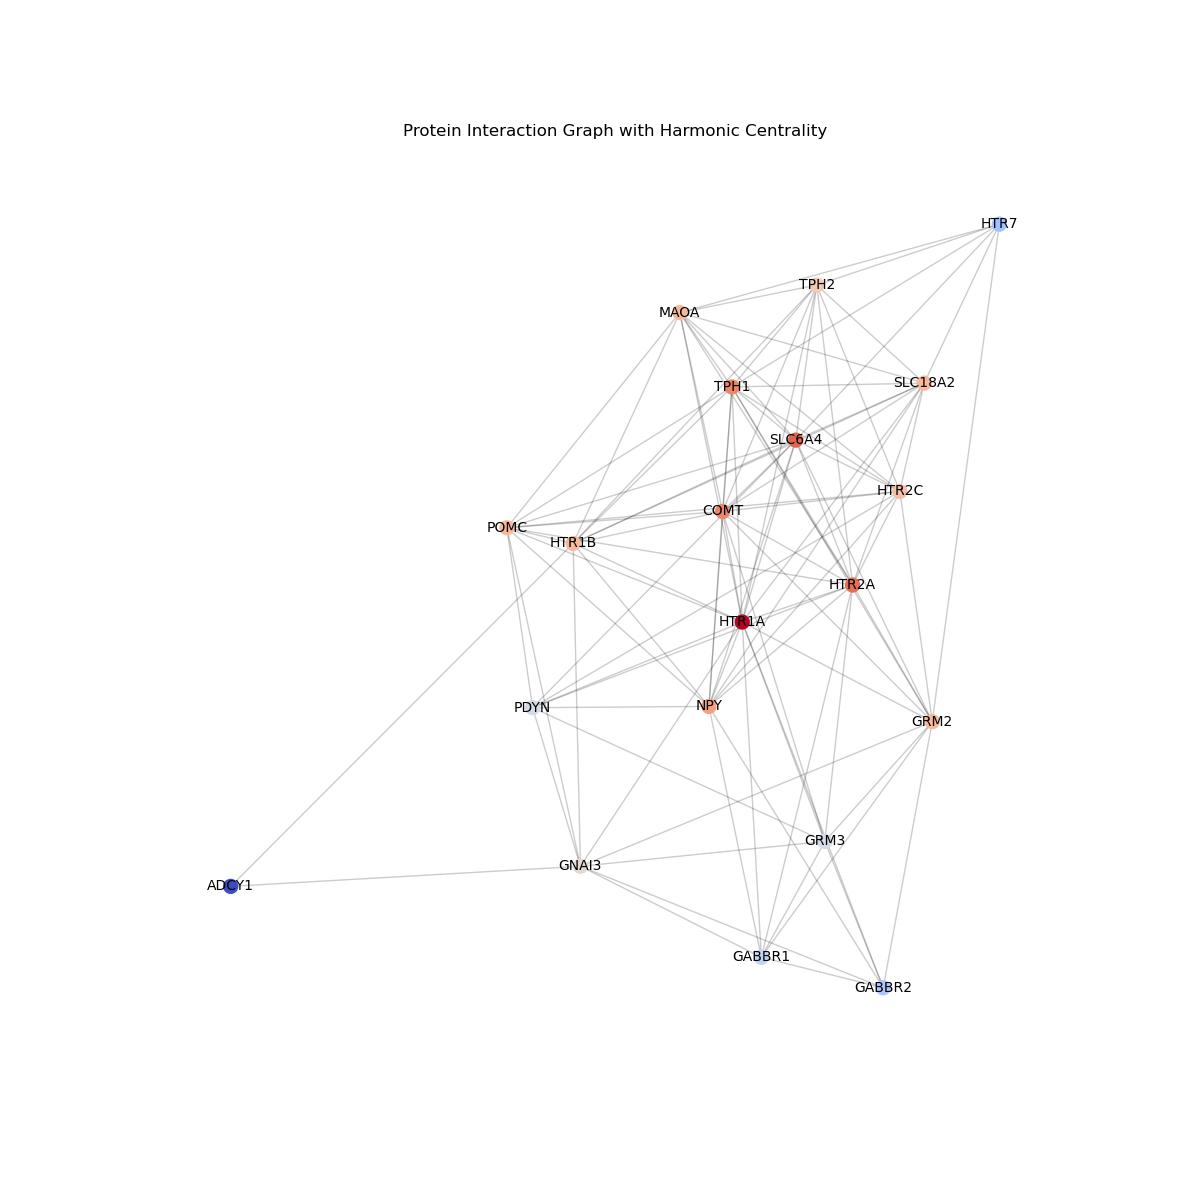 Protein Interaction Graph with Harmonic Centrality
HTR7
TPH2
MAOA
SLC18A2
TPH1
SLC6A4
HTR2C
COMT
POMC
HTR1B
HTR2A
HTR1A
PDYN
NPY
GRM2
GRM3
GNAI3
ADCY1
GABBR1
GABBR2